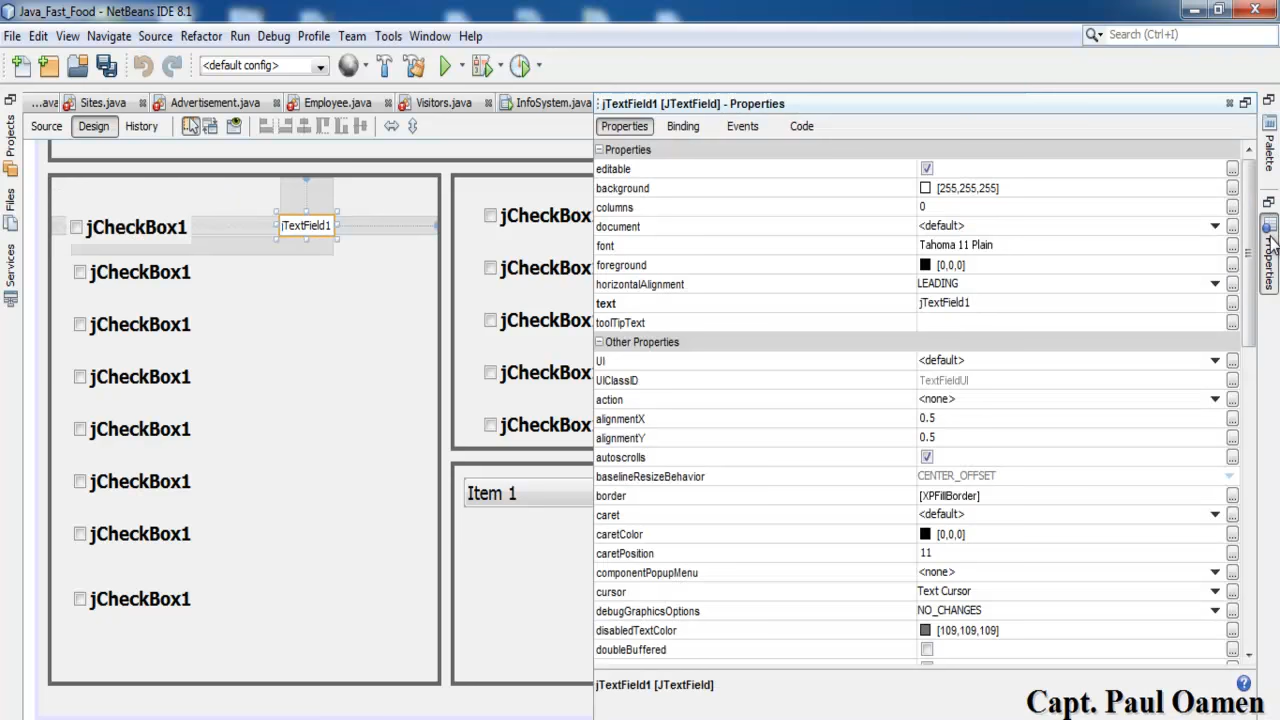 Java_Fast_Food - NetBeans IDE 8.1
File Edit View Navigate Source Refactor Run Debug Profile Team Tools Window Help
Search (Ctrl+I)
<default config>
...ava Sites.java Advertisement.java Employee.java Visitors.java InfoSystem.java
Source Design History
jTextField1 [JTextField] - Properties
Properties Binding Events Code
Projects
Files
Services
Palette
Properties
jCheckBox1
jTextField1
jCheckBox1
jCheckBox1
jCheckBox1
jCheckBox1
jCheckBox1
jCheckBox1
jCheckBox1
jCheckBox
jCheckBox
jCheckBox
jCheckBox
jCheckBox
Item 1
Properties
editable
background [255,255,255]
columns 0
document <default>
font Tahoma 11 Plain
foreground [0,0,0]
horizontalAlignment LEADING
text jTextField1
toolTipText
Other Properties
UI <default>
UIClassID TextFieldUI
action <none>
alignmentX 0.5
alignmentY 0.5
autoscrolls
baselineResizeBehavior CENTER_OFFSET
border [XPFillBorder]
caret <default>
caretColor [0,0,0]
caretPosition 11
componentPopupMenu <none>
cursor Text Cursor
debugGraphicsOptions NO_CHANGES
disabledTextColor [109,109,109]
doubleBuffered
jTextField1 [JTextField]
Capt. Paul Oamen